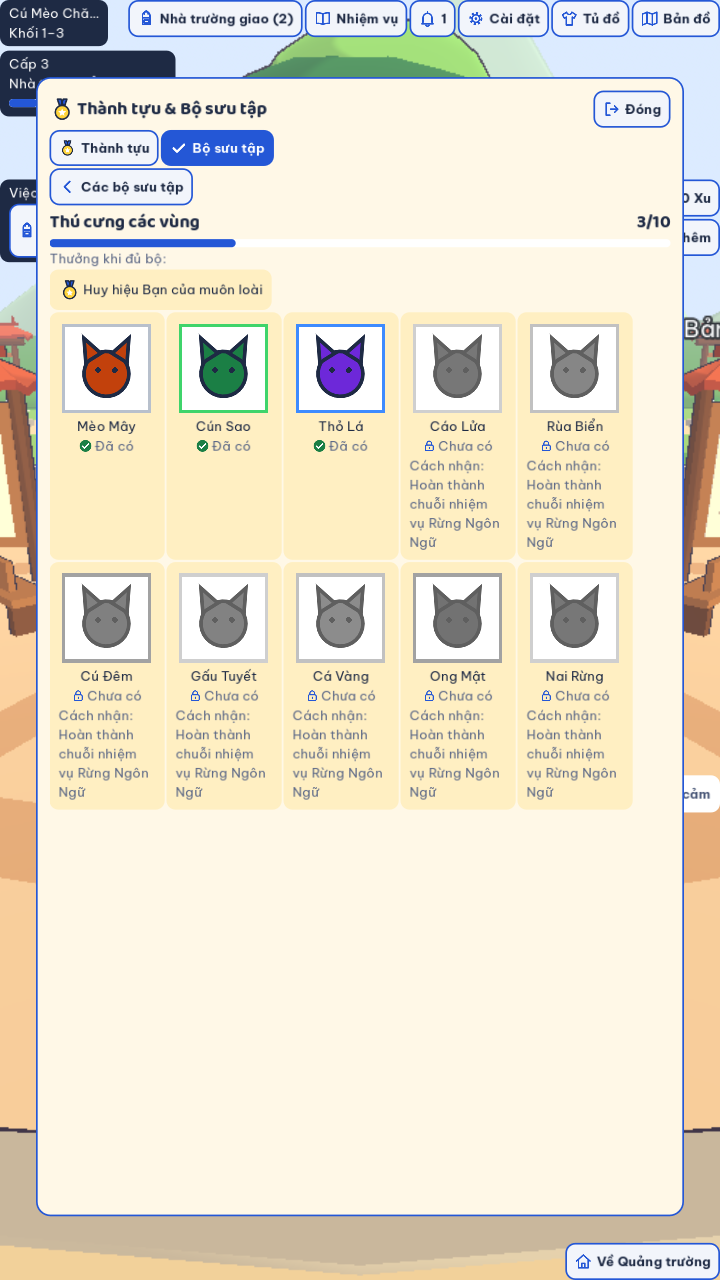 Cú Mèo Chă...
Khối 1–3
Nhà trường giao (2)
Nhiệm vụ
1
Cài đặt
Tủ đồ
Bản đồ
Cấp 3
Nhà
Thành tựu & Bộ sưu tập
Đóng
Thành tựu
Bộ sưu tập
Các bộ sưu tập
Việc
0 Xu
Thú cưng các vùng
3/10
Thưởng khi đủ bộ:
Huy hiệu Bạn của muôn loài
Mèo Mây
Đã có
Cún Sao
Đã có
Thỏ Lá
Đã có
Cáo Lửa
Chưa có
Cách nhận:
Hoàn thành
chuỗi nhiệm
vụ Rừng Ngôn
Ngữ
Rùa Biển
Chưa có
Cách nhận:
Hoàn thành
chuỗi nhiệm
vụ Rừng Ngôn
Ngữ
Cú Đêm
Chưa có
Cách nhận:
Hoàn thành
chuỗi nhiệm
vụ Rừng Ngôn
Ngữ
Gấu Tuyết
Chưa có
Cách nhận:
Hoàn thành
chuỗi nhiệm
vụ Rừng Ngôn
Ngữ
Cá Vàng
Chưa có
Cách nhận:
Hoàn thành
chuỗi nhiệm
vụ Rừng Ngôn
Ngữ
Ong Mật
Chưa có
Cách nhận:
Hoàn thành
chuỗi nhiệm
vụ Rừng Ngôn
Ngữ
Nai Rừng
Chưa có
Cách nhận:
Hoàn thành
chuỗi nhiệm
vụ Rừng Ngôn
Ngữ
cảm
Về Quảng trường